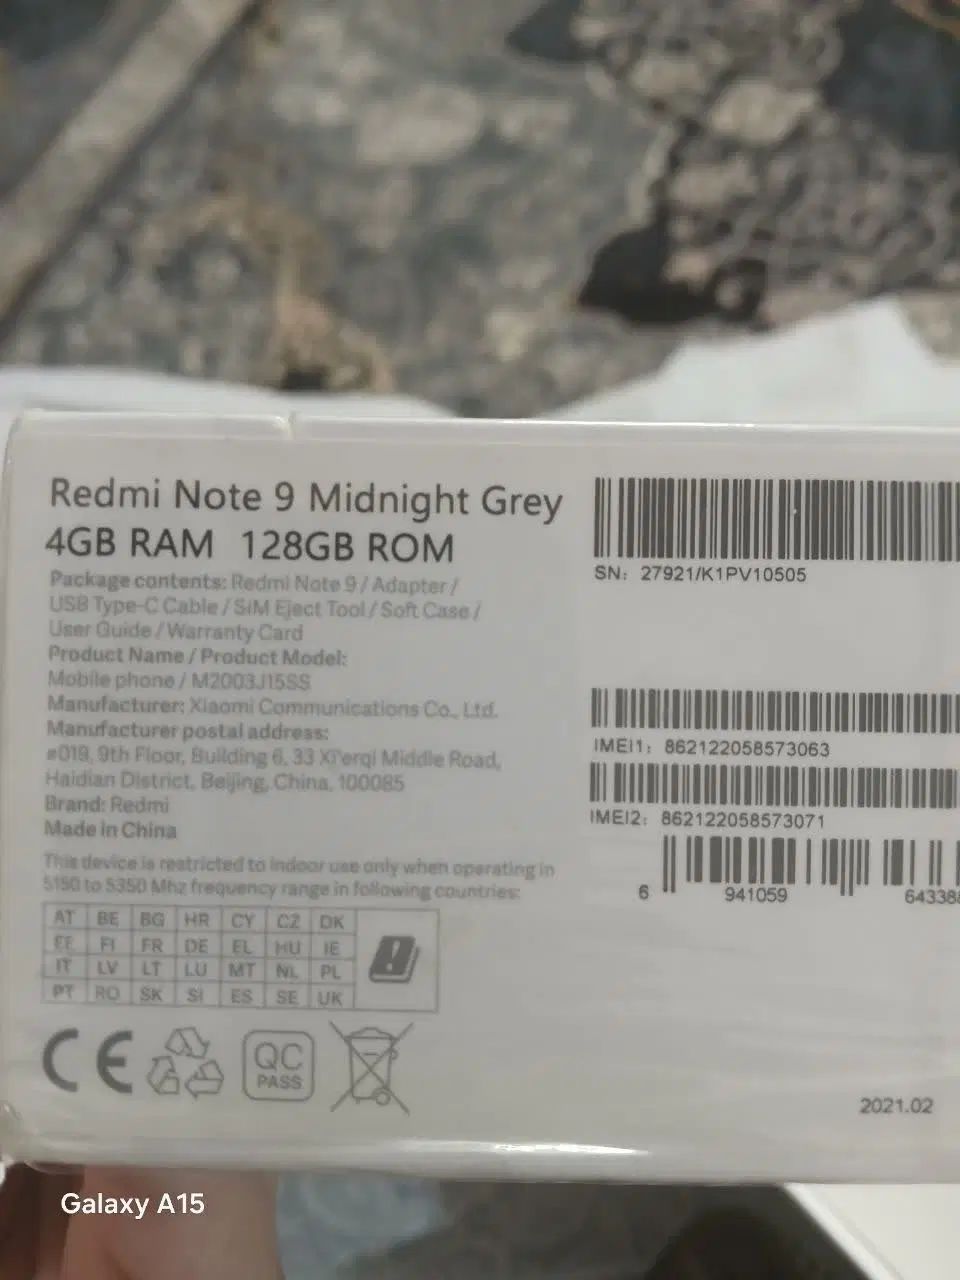 Redmi Note 9 Midnight Grey
4GB RAM 128GB ROM
Package contents: Redmi Note 9 / Adapter /
USB Type-C Cable / SIM Eject Tool / Soft Case /
User Guide / Warranty Card
Product Name / Product Model:
Mobile phone / M2003J15SS
Manufacturer: Xiaomi Communications Co., Ltd.
Manufacturer postal address:
#019, 9th Floor, Building 6, 33 Xi'erqi Middle Road,
Haidian District, Beijing, China, 100085
Brand: Redmi
Made in China
This device is restricted to indoor use only when operating in
5150 to 5350 Mhz frequency range in following countries:
AT BE BG HR CY CZ DK
EE FI FR DE EL HU IE
IT LV LT LU MT NL PL
PT RO SK SI ES SE UK
CE
QC
PASS
SN: 27921/K1PV10505
IMEI1: 862122058573063
IMEI2: 862122058573071
6 941059 64338
2021.02
Galaxy A15